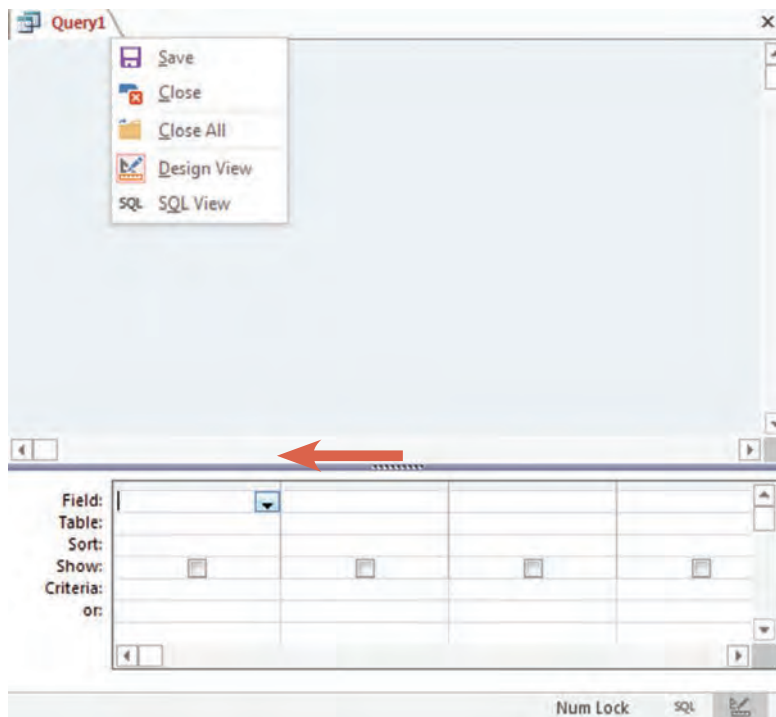 Query1
Save
Close
Close All
Design View
SQL SQL View
Field:
Table:
Sort:
Show:
Criteria:
or:
Num Lock SQL